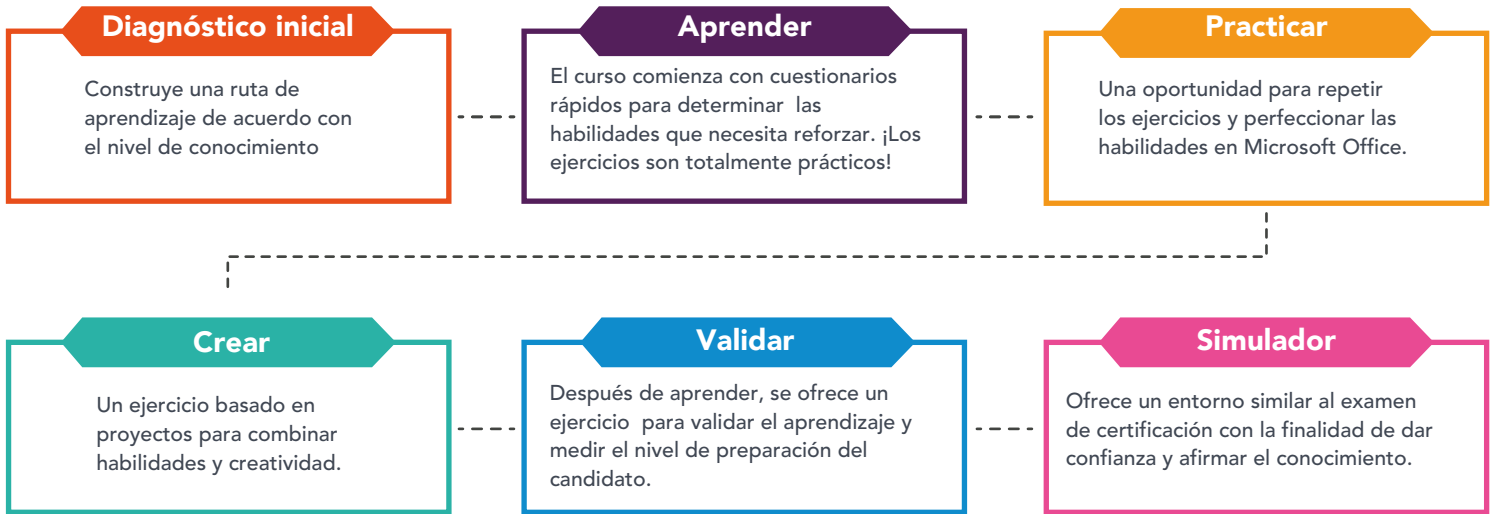 Diagnóstico inicial
Construye una ruta de
aprendizaje de acuerdo con
el nivel de conocimiento
Aprender
El curso comienza con cuestionarios
rápidos para determinar las
habilidades que necesita reforzar. ¡Los
ejercicios son totalmente prácticos!
Practicar
Una oportunidad para repetir
los ejercicios y perfeccionar las
habilidades en Microsoft Office.
Crear
Un ejercicio basado en
proyectos para combinar
habilidades y creatividad.
Validar
Después de aprender, se ofrece un
ejercicio para validar el aprendizaje y
medir el nivel de preparación del
candidato.
Simulador
Ofrece un entorno similar al examen
de certificación con la finalidad de dar
confianza y afirmar el conocimiento.